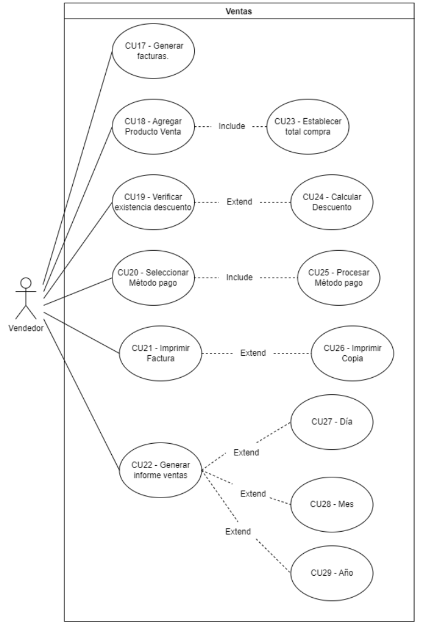 Ventas
CU17 - Generar
facturas.
CU18 - Agregar
Producto Venta
Include
CU23 - Establecer
total compra
CU19 - Verificar
existencia descuento
Extend
CU24 - Calcular
Descuento
CU20 - Seleccionar
Método pago
Include
CU25 - Procesar
Método pago
Vendedor
CU21 - Imprimir
Factura
Extend
CU26 - Imprimir
Copia
CU22 - Generar
informe ventas
Extend
CU27 - Día
Extend
CU28 - Mes
Extend
CU29 - Año